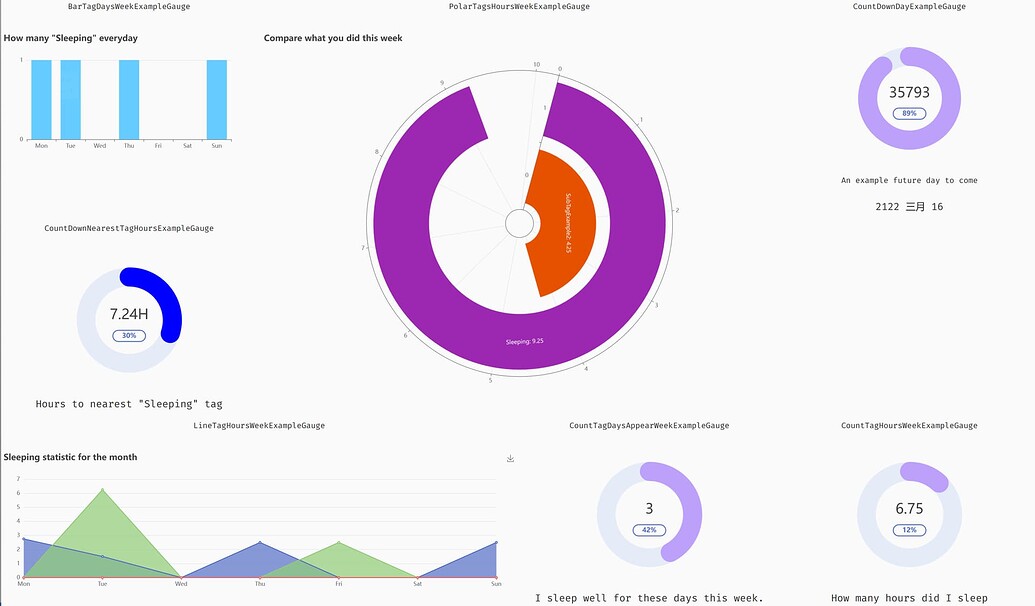 BarTagDaysWeekExampleGauge
PolarTagsHoursWeekExampleGauge
CountDownDayExampleGauge
How many "Sleeping" everyday
1
0
Mon Tue Wed Thu Fri Sat Sun
Compare what you did this week
10 0
9
1
1
8
0
2
7
3
6
4
5
SubTagExample2: 4.25
Sleeping: 9.25
35793
89%
An example future day to come
2122 三月 16
CountDownNearestTagHoursExampleGauge
7.24H
30%
Hours to nearest "Sleeping" tag
LineTagHoursWeekExampleGauge
CountTagDaysAppearWeekExampleGauge
CountTagHoursWeekExampleGauge
Sleeping statistic for the month
7
6
5
4
3
2
1
0
Mon Tue Wed Thu Fri Sat Sun
3
42%
I sleep well for these days this week.
6.75
12%
How many hours did I sleep